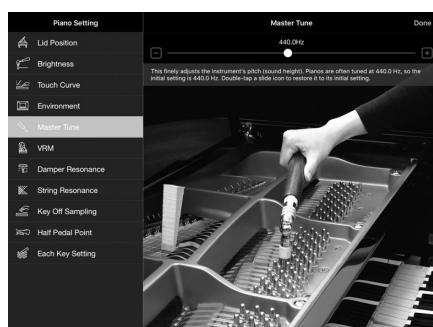 Piano Setting
Lid Position
Brightness
Touch Curve
Environment
Master Tune
VRM
Damper Resonance
String Resonance
Key Off Sampling
Half Pedal Point
Each Key Setting
Master Tune
Done
440.0Hz
This finely adjusts the Instrument's pitch (sound height). Pianos are often tuned at 440.0 Hz, so the
initial setting is 440.0 Hz. Double-tap a slide icon to restore it to its initial setting.